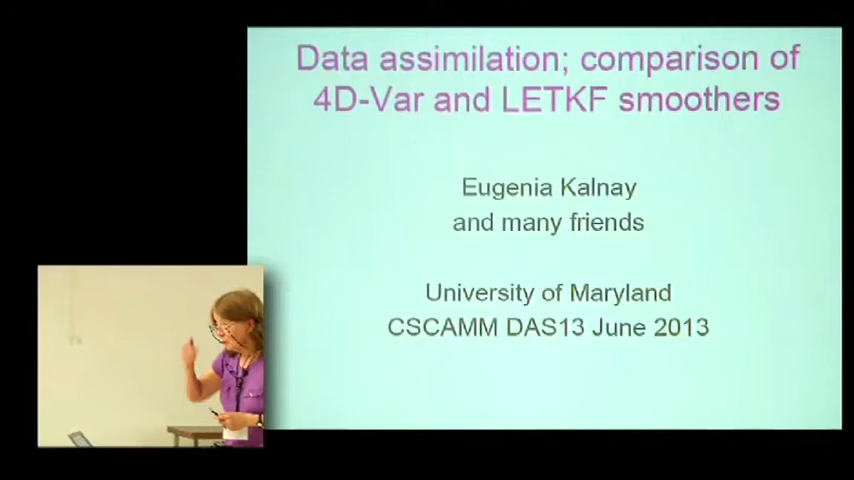 Data assimilation; comparison of
4D-Var and LETKF smoothers
Eugenia Kalnay
and many friends
University of Maryland
CSCAMM DAS13 June 2013